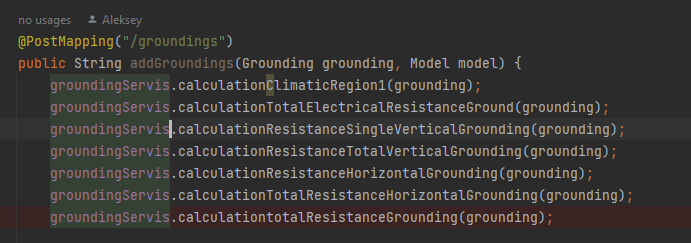 no usages Aleksey
@PostMapping("/groundings")
public String addGroundings(Grounding grounding, Model model) {
groundingServis.calculationClimaticRegion1(grounding);
groundingServis.calculationTotalElectricalResistanceGround(grounding);
groundingServis.calculationResistanceSingleVerticalGrounding(grounding);
groundingServis.calculationResistanceTotalVerticalGrounding(grounding);
groundingServis.calculationResistanceHorizontalGrounding(grounding);
groundingServis.calculationTotalResistanceHorizontalGrounding(grounding);
groundingServis.calculationtotalResistanceGrounding(grounding);